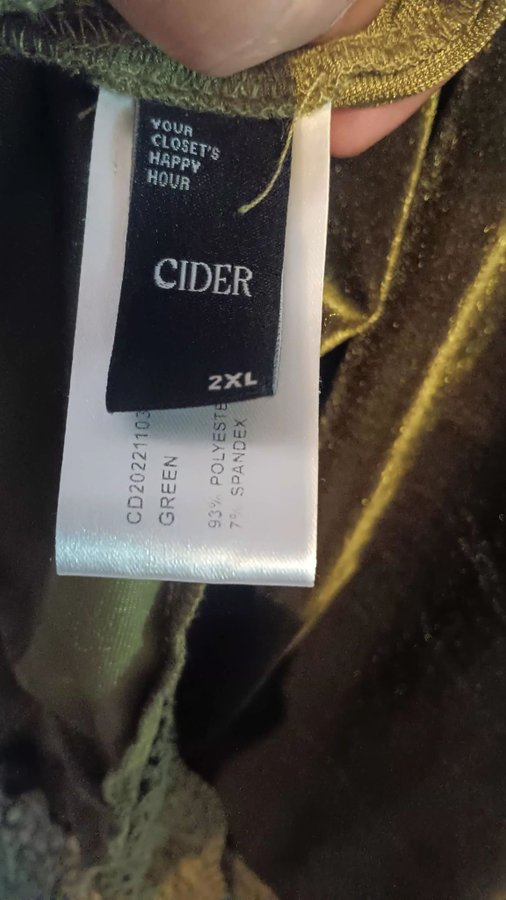 YOUR
CLOSET'S
HAPPY
HOUR
CIDER
2XL
CD20221103
GREEN
93% POLYESTE
7% SPANDEX